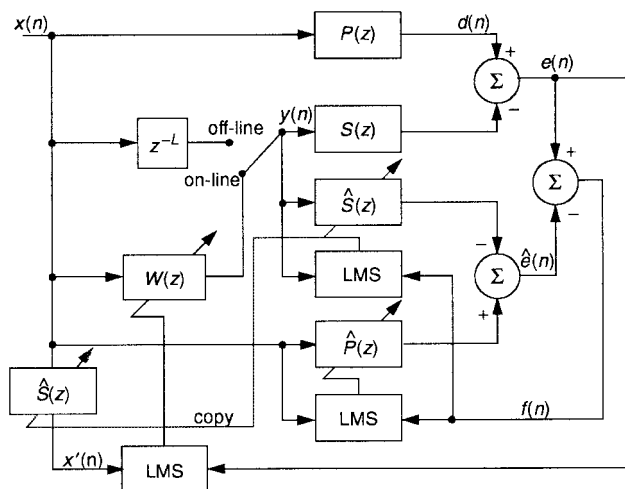 x(n)
P(z)
d(n)
+
Σ
−
e(n)
z⁻ᴸ
off-line
on-line
y(n)
S(z)
Ŝ(z)
+
Σ
−
W(z)
LMS
−
Σ
+
ê(n)
P̂(z)
Ŝ(z)
copy
LMS
f(n)
x′(n)
LMS